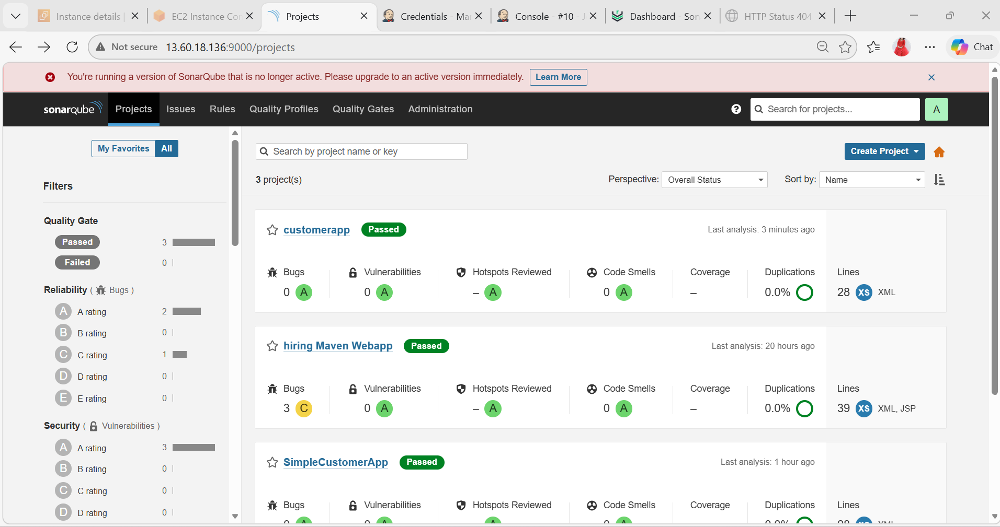 Instance details
EC2 Instance Co
Projects
Credentials - Ma
Console - #10 - J
Dashboard - Son
HTTP Status 404
Not secure 13.60.18.136:9000/projects
Chat
You're running a version of SonarQube that is no longer active. Please upgrade to an active version immediately. Learn More
sonarqube Projects Issues Rules Quality Profiles Quality Gates Administration ? Search for projects... A
My Favorites All
Filters
Quality Gate
Passed 3
Failed 0
Reliability ( Bugs )
A A rating 2
B B rating 0
C C rating 1
D D rating 0
E E rating 0
Security ( Vulnerabilities )
A A rating 3
B B rating 0
C C rating 0
D D rating 0
Search by project name or key
Create Project
3 project(s)
Perspective: Overall Status
Sort by: Name
customerapp Passed Last analysis: 3 minutes ago
Bugs Vulnerabilities Hotspots Reviewed Code Smells Coverage Duplications Lines
0 A 0 A – A 0 A – 0.0% 28 XS XML
hiring Maven Webapp Passed Last analysis: 20 hours ago
Bugs Vulnerabilities Hotspots Reviewed Code Smells Coverage Duplications Lines
3 C 0 A – A 0 A – 0.0% 39 XS XML, JSP
SimpleCustomerApp Passed Last analysis: 1 hour ago
Bugs Vulnerabilities Hotspots Reviewed Code Smells Coverage Duplications Lines